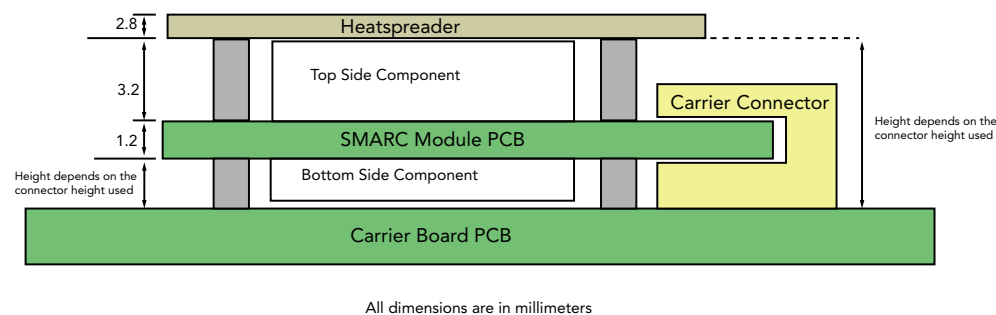 2.8
Heatspreader
3.2
Top Side Component
Carrier Connector
Height depends on the
connector height used
1.2
SMARC Module PCB
Height depends on the
connector height used
Bottom Side Component
Carrier Board PCB
All dimensions are in millimeters